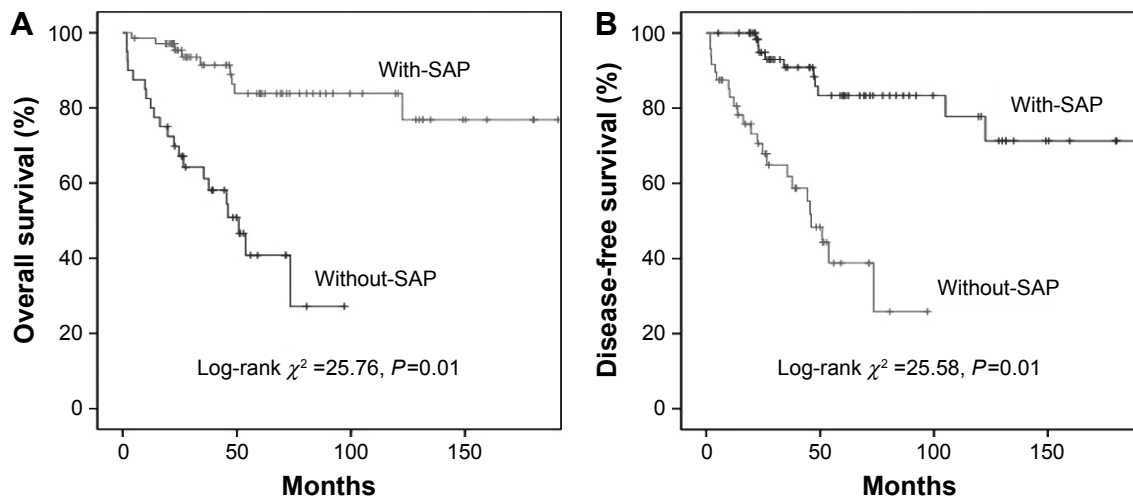 A
Overall survival (%)
100
80
60
40
20
0
With-SAP
Without-SAP
Log-rank χ² =25.76, P=0.01
0 50 100 150
Months
B
Disease-free survival (%)
100
80
60
40
20
0
With-SAP
Without-SAP
Log-rank χ² =25.58, P=0.01
0 50 100 150
Months